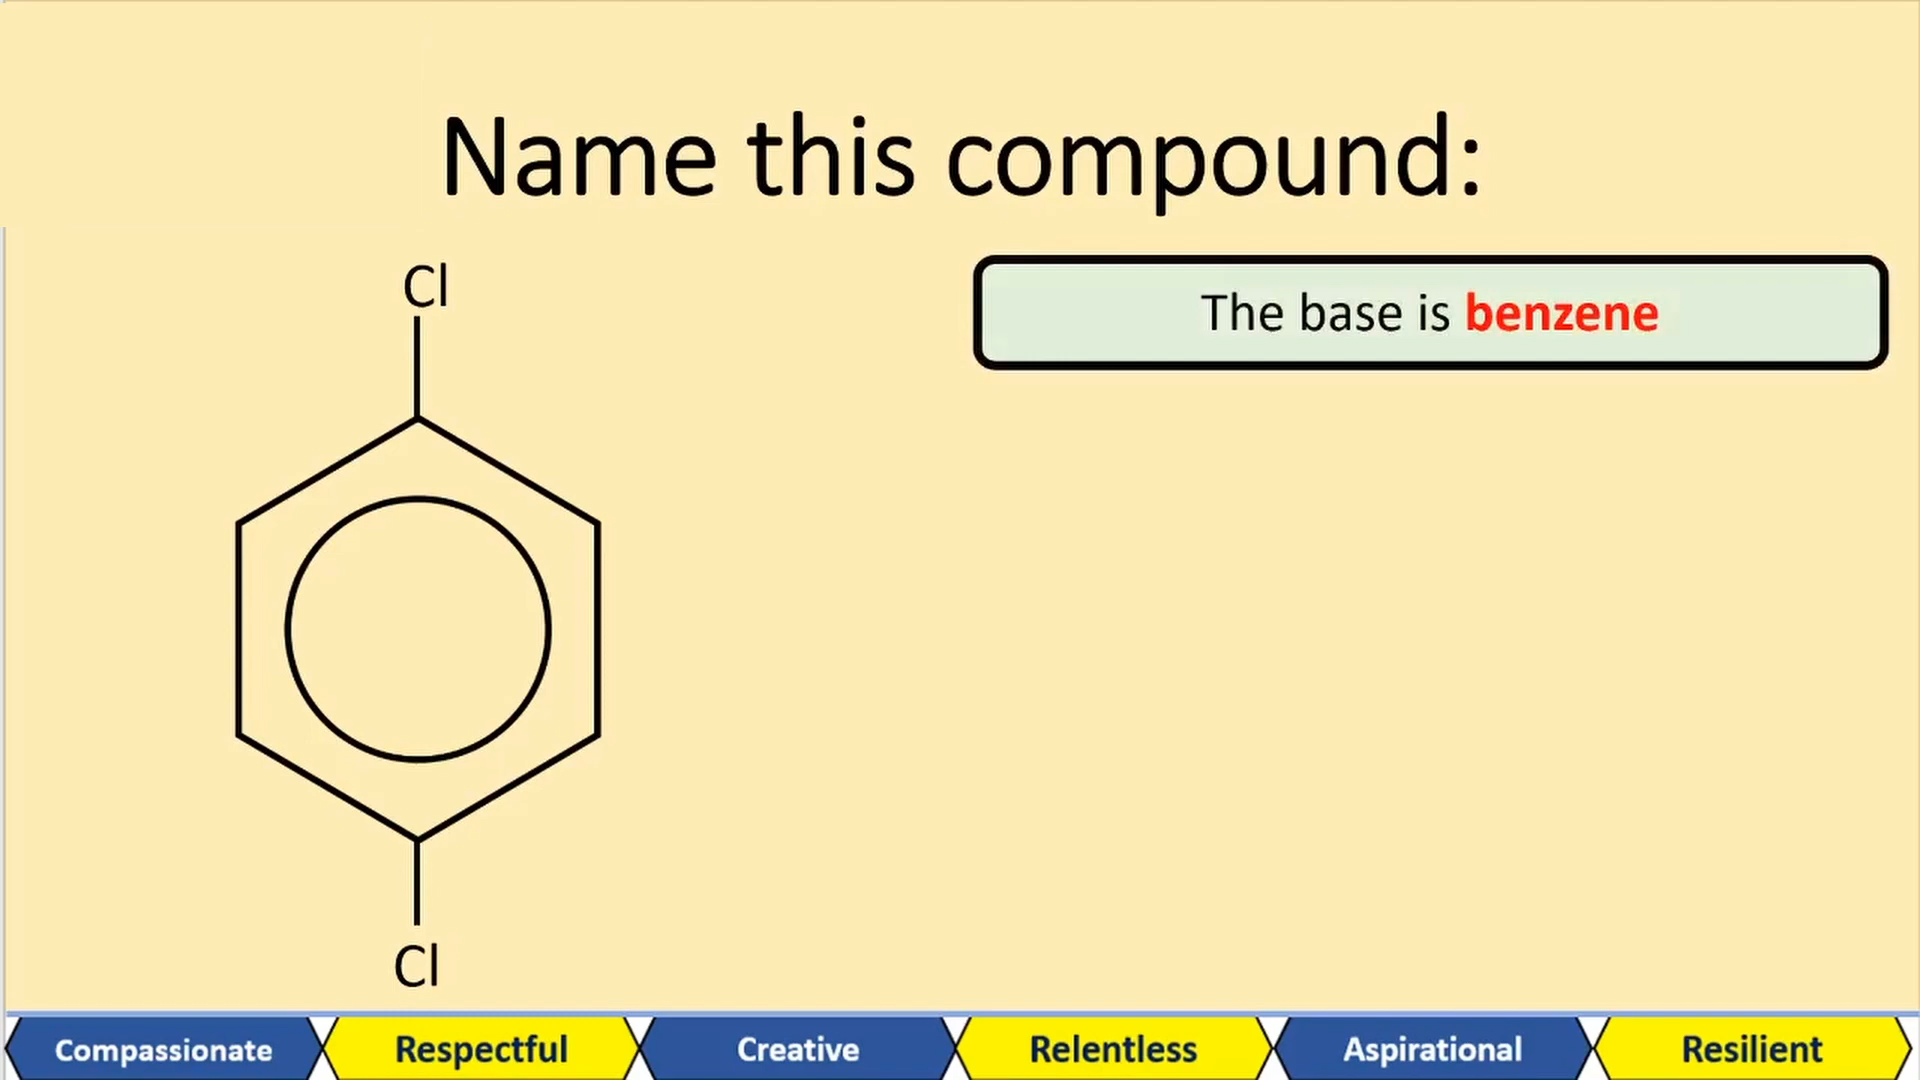 Name this compound:
Cl
The base is benzene
Cl
Compassionate
Respectful
Creative
Relentless
Aspirational
Resilient